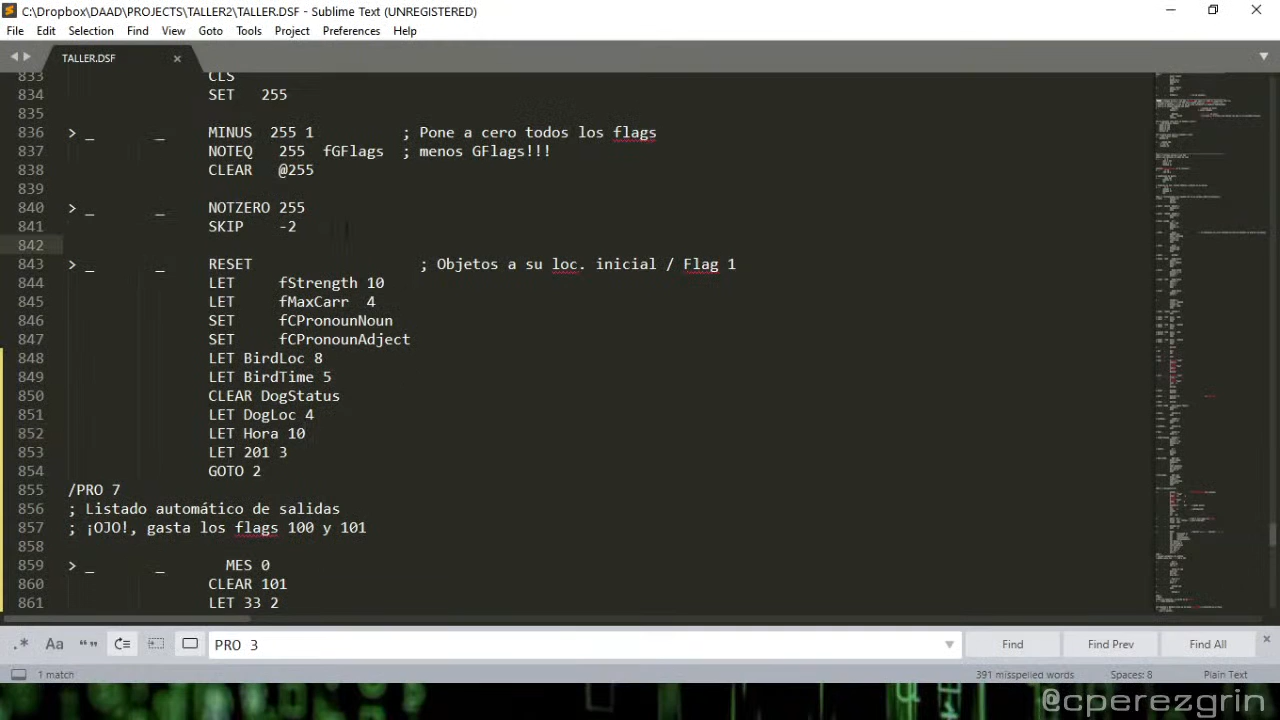 C:\Dropbox\DAAD\PROJECTS\TALLER2\TALLER.DSF - Sublime Text (UNREGISTERED)
File Edit Selection Find View Goto Tools Project Preferences Help
TALLER.DSF
833 CLS
834 SET 255
835
836 > _ _ MINUS 255 1 ; Pone a cero todos los flags
837 NOTEQ 255 fGFlags ; menos GFlags!!!
838 CLEAR @255
839
840 > _ _ NOTZERO 255
841 SKIP -2
842
843 > _ _ RESET ; Objetos a su loc. inicial / Flag 1
844 LET fStrength 10
845 LET fMaxCarr 4
846 SET fCPronounNoun
847 SET fCPronounAdject
848 LET BirdLoc 8
849 LET BirdTime 5
850 CLEAR DogStatus
851 LET DogLoc 4
852 LET Hora 10
853 LET 201 3
854 GOTO 2
855 /PRO 7
856 ; Listado automático de salidas
857 ; ¡OJO!, gasta los flags 100 y 101
858
859 > _ _ MES 0
860 CLEAR 101
861 LET 33 2
.* Aa PRO 3 Find Find Prev Find All
1 match 391 misspelled words Spaces: 8 Plain Text
@cperezgrin